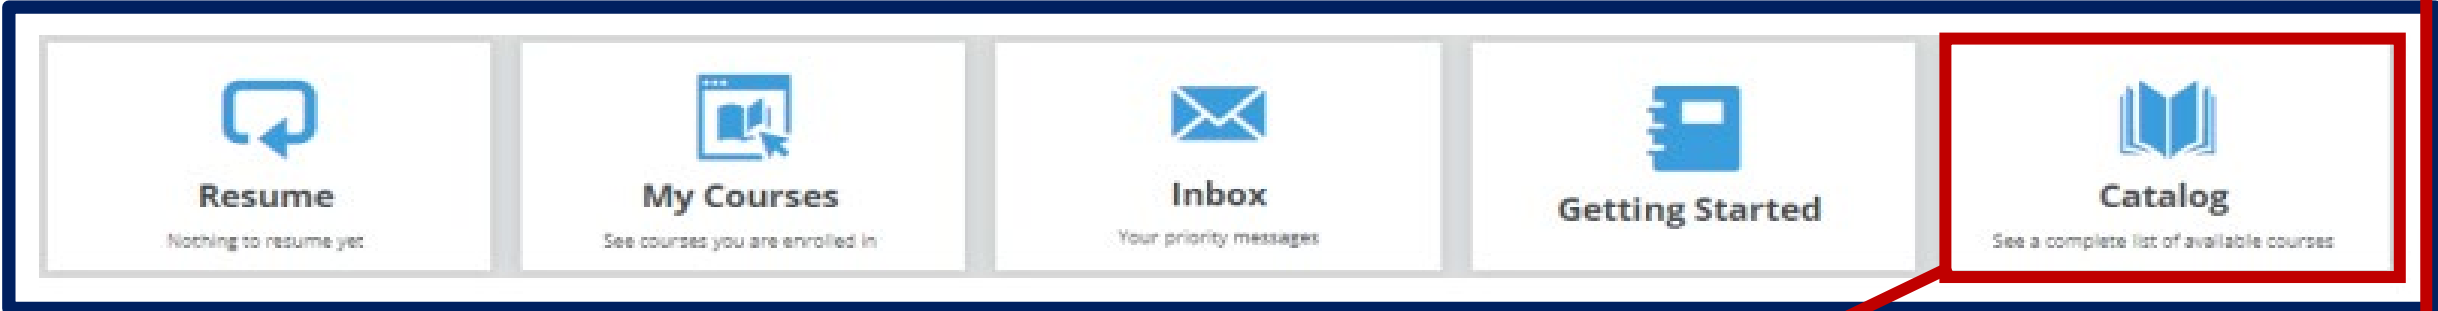 Resume
Nothing to resume yet
My Courses
See courses you are enrolled in
Inbox
Your priority messages
Getting Started
Catalog
See a complete list of available courses